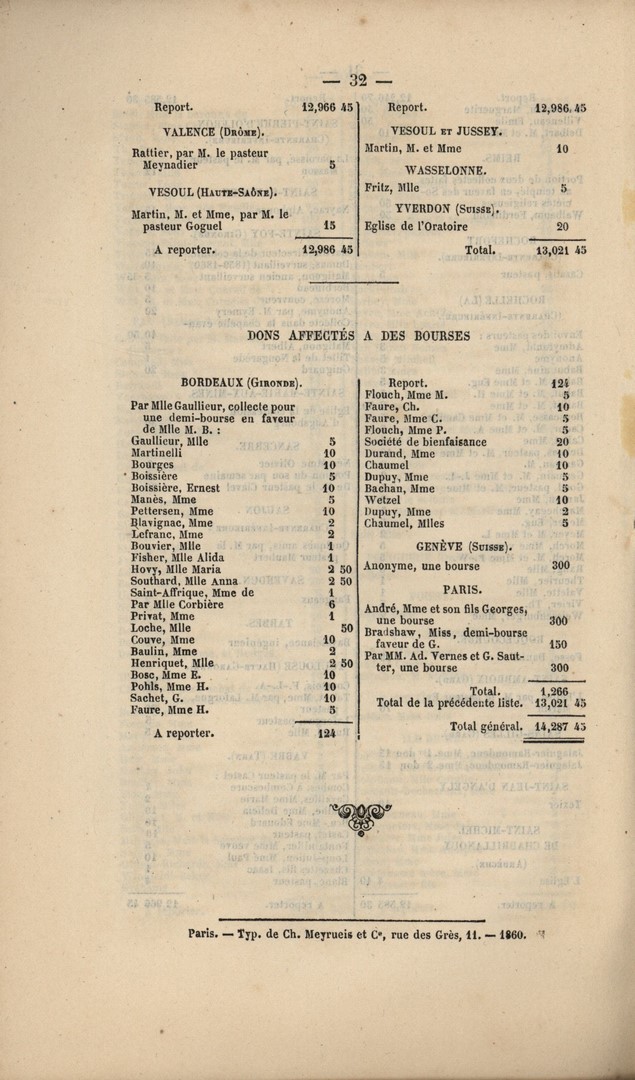 — 32 —
Report. 12,966 45
VALENCE (DRÔME).
Rattier, par M. le pasteur
Meynadier 5
VESOUL (HAUTE-SAÔNE).
Martin, M. et Mme, par M. le
pasteur Goguel 15
A reporter. 12,986 45
Report. 12,986 45
VESOUL ET JUSSEY.
Martin, M. et Mme 10
WASSELONNE.
Fritz, Mlle 5
YVERDON (SUISSE).
Eglise de l'Oratoire 20
Total. 13,021 45
DONS AFFECTÉS A DES BOURSES
BORDEAUX (GIRONDE).
Par Mlle Gaullieur, collecte pour
une demi-bourse en faveur
de Mlle M. B. :
Gaullieur, Mlle 5
Martinelli 10
Bourges 10
Boissière 5
Boissière, Ernest 10
Manès, Mme 5
Pettersen, Mme 10
Blavignac, Mme 2
Lefranc, Mme 2
Bouvier, Mlle 1
Fisher, Mlle Alida 1
Hovy, Mlle Maria 2 50
Southard, Mlle Anna 2 50
Saint-Affrique, Mme de 1
Par Mlle Corbière 6
Privat, Mme 1
Loche, Mlle 50
Couve, Mme 10
Baulin, Mme 2
Henriquet, Mlle 2 50
Bosc, Mme E. 10
Pohls, Mme H. 10
Sachet, G. 10
Faure, Mme H. 5
A reporter. 124
Report. 124
Flouch, Mme M. 5
Faure, Ch. 10
Faure, Mme C. 5
Flouch, Mme P. 5
Société de bienfaisance 20
Durand, Mme 10
Chaumel 10
Dupuy, Mme 5
Bachan, Mme 5
Wetzel 10
Dupuy, Mme 2
Chaumel, Mlles 5
GENÈVE (SUISSE).
Anonyme, une bourse 300
PARIS.
André, Mme et son fils Georges,
une bourse 300
Bradshaw, Miss, demi-bourse
faveur de G. 150
Par MM. Ad. Vernes et G. Saut-
ter, une bourse 300
Total. 1,266
Total de la précédente liste. 13,021 45
Total général. 14,287 45
Paris. — Typ. de Ch. Meyrueis et Cᵉ, rue des Grès, 11. — 1860.